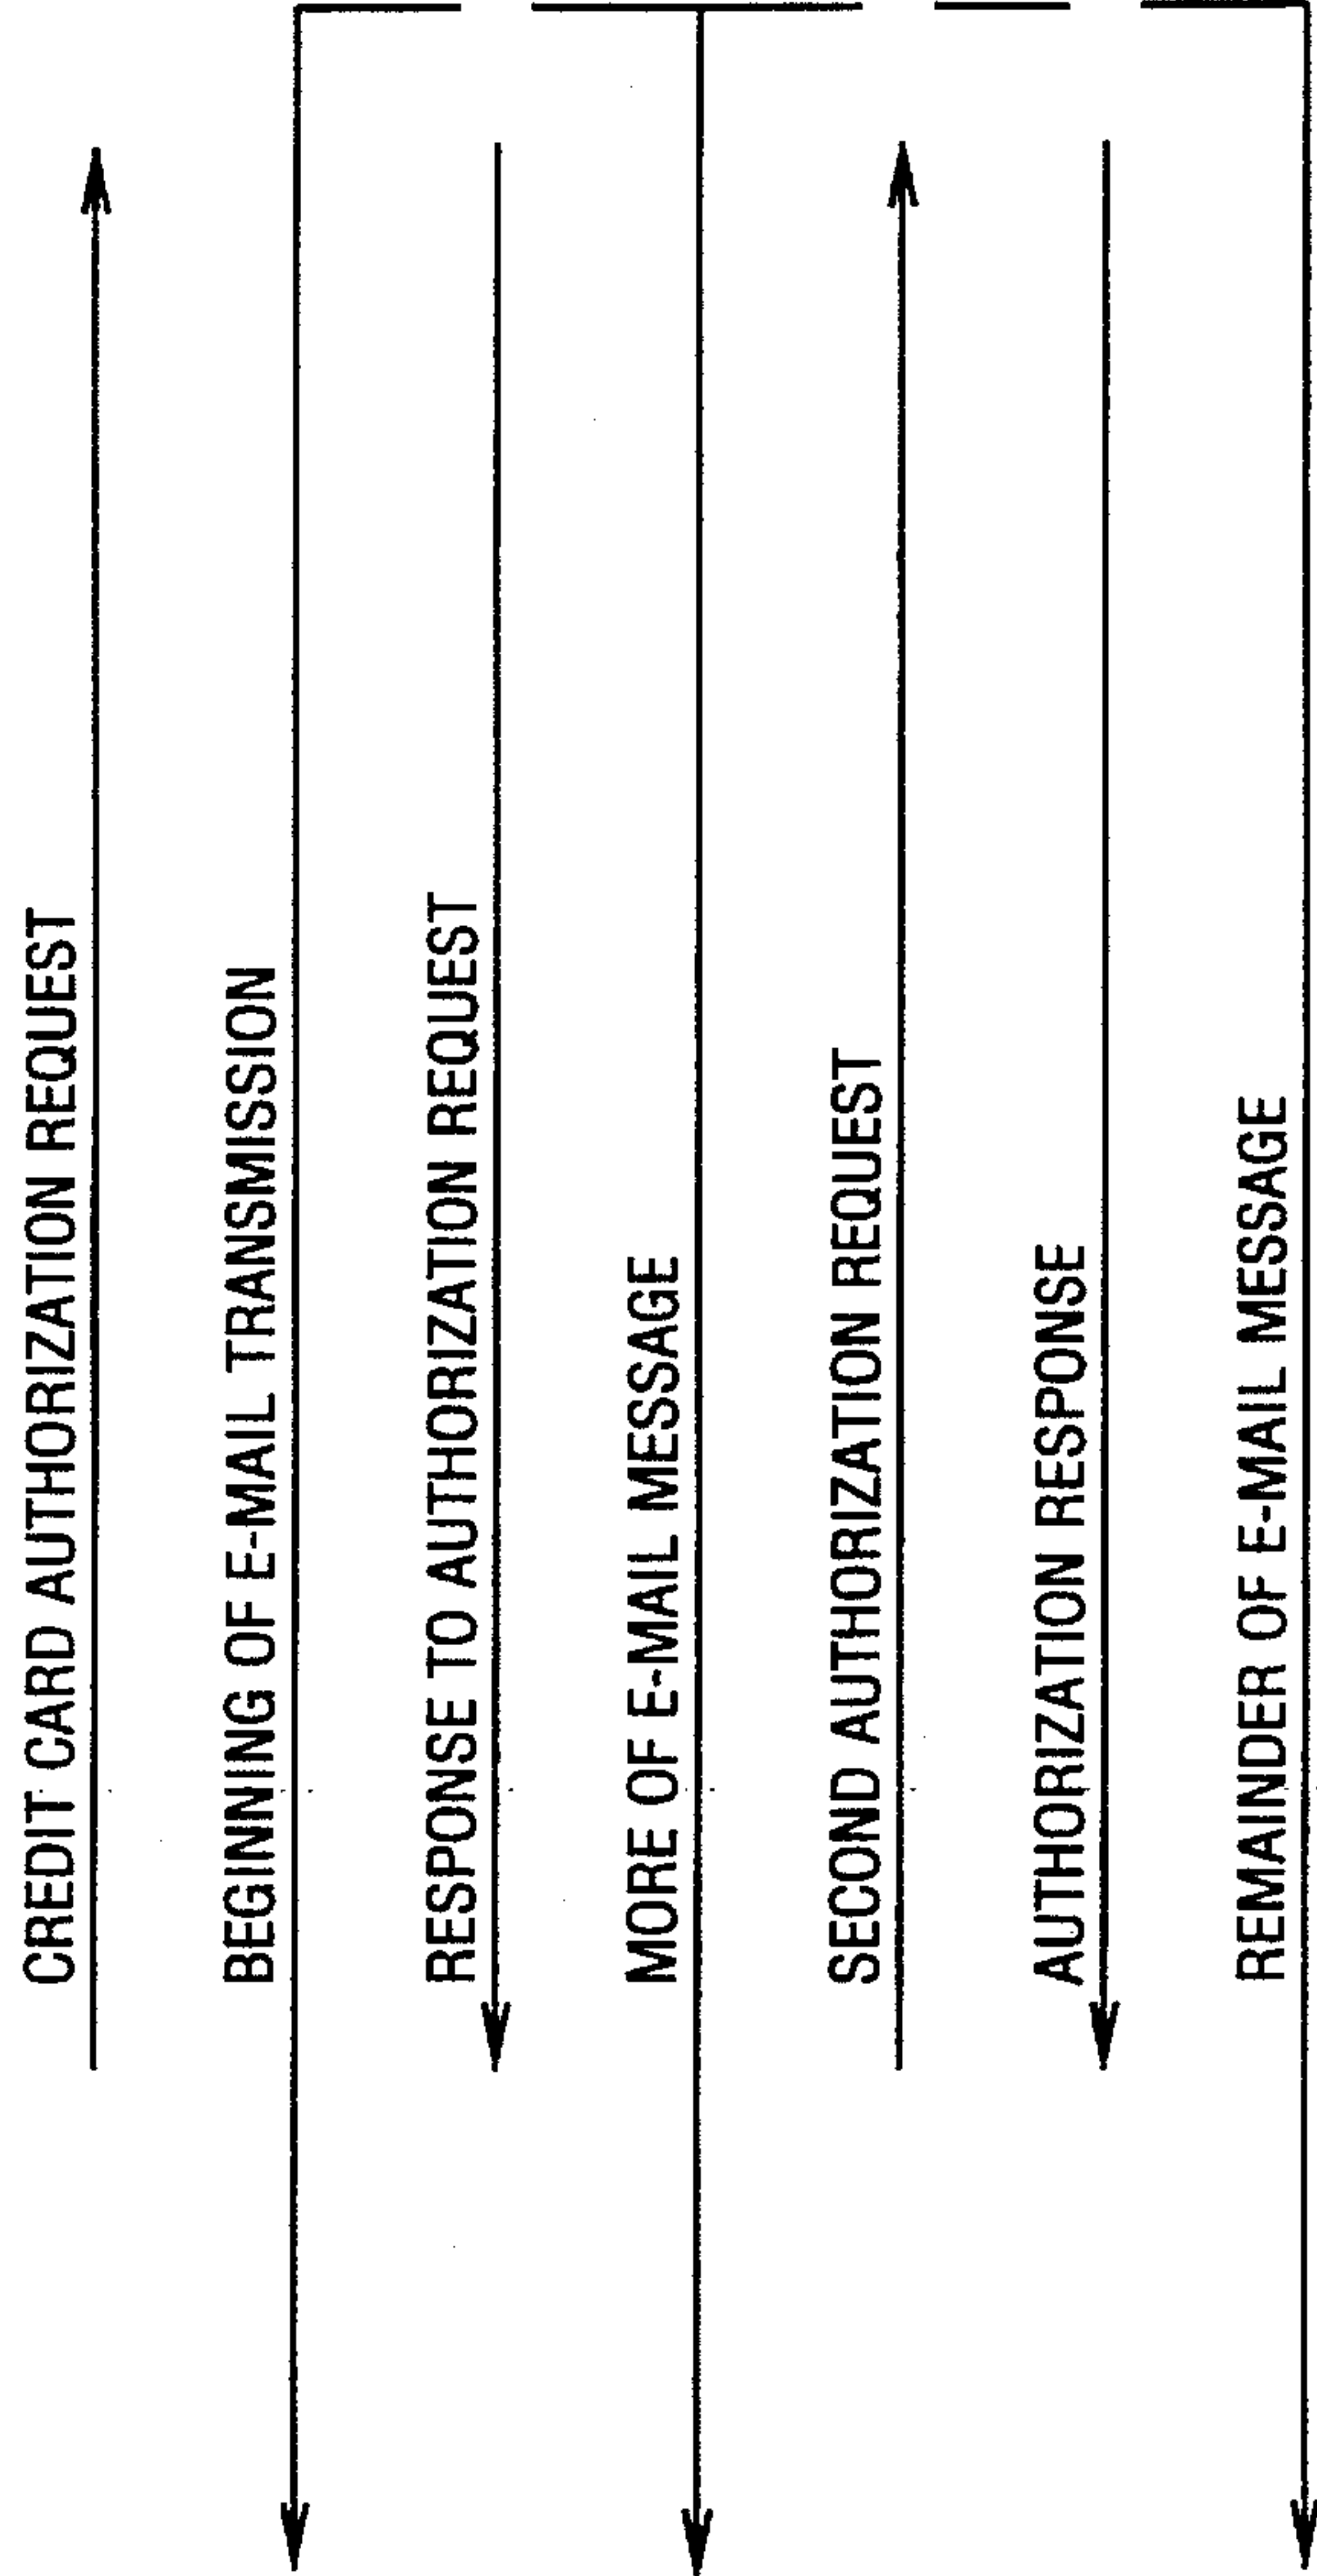 CREDIT CARD AUTHORIZATION REQUEST
BEGINNING OF E-MAIL TRANSMISSION
RESPONSE TO AUTHORIZATION REQUEST
MORE OF E-MAIL MESSAGE
SECOND AUTHORIZATION REQUEST
AUTHORIZATION RESPONSE
REMAINDER OF E-MAIL MESSAGE